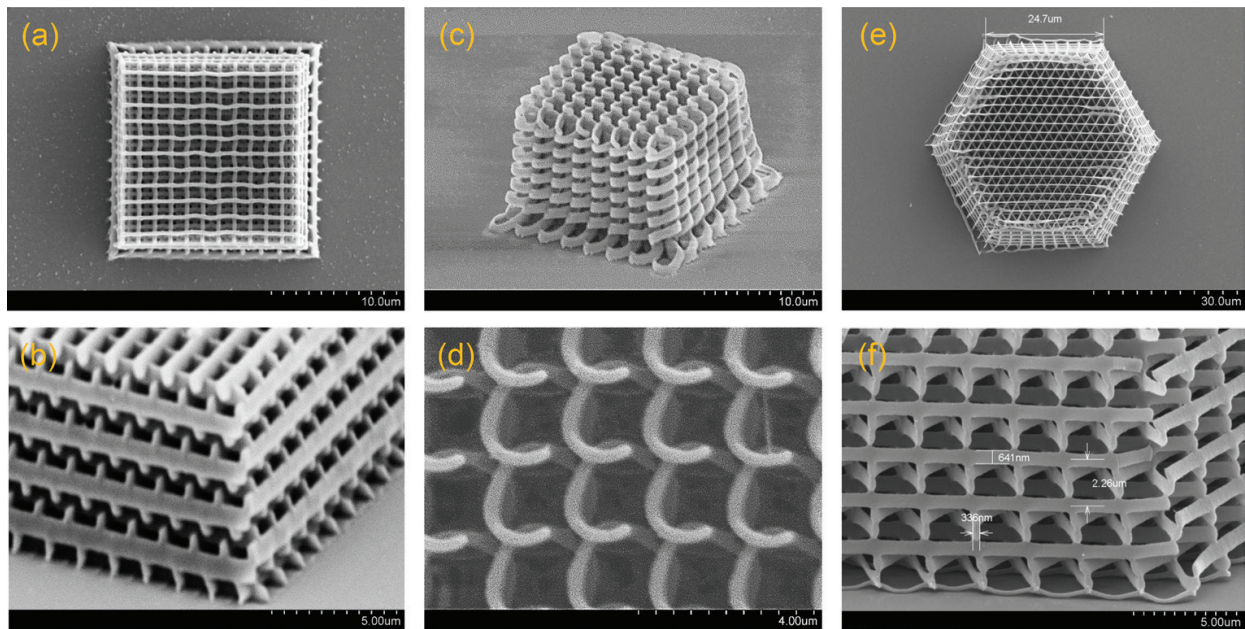 (a)
10.0um
(c)
10.0um
(e)
24.7um
30.0um
(b)
5.00um
(d)
4.00um
(f)
641nm
2.26um
336nm
5.00um